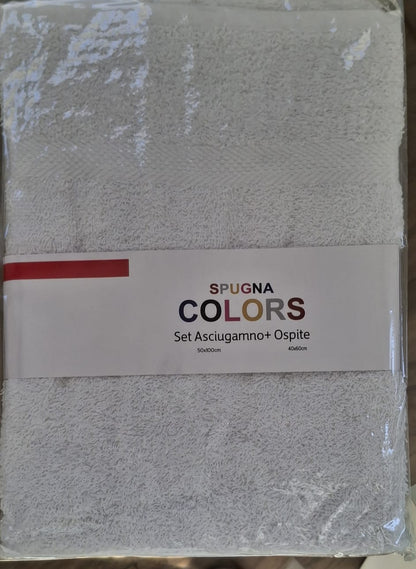 SPUGNA
COLORS
Set Asciugamno+ Ospite
50x100cm 40x60cm